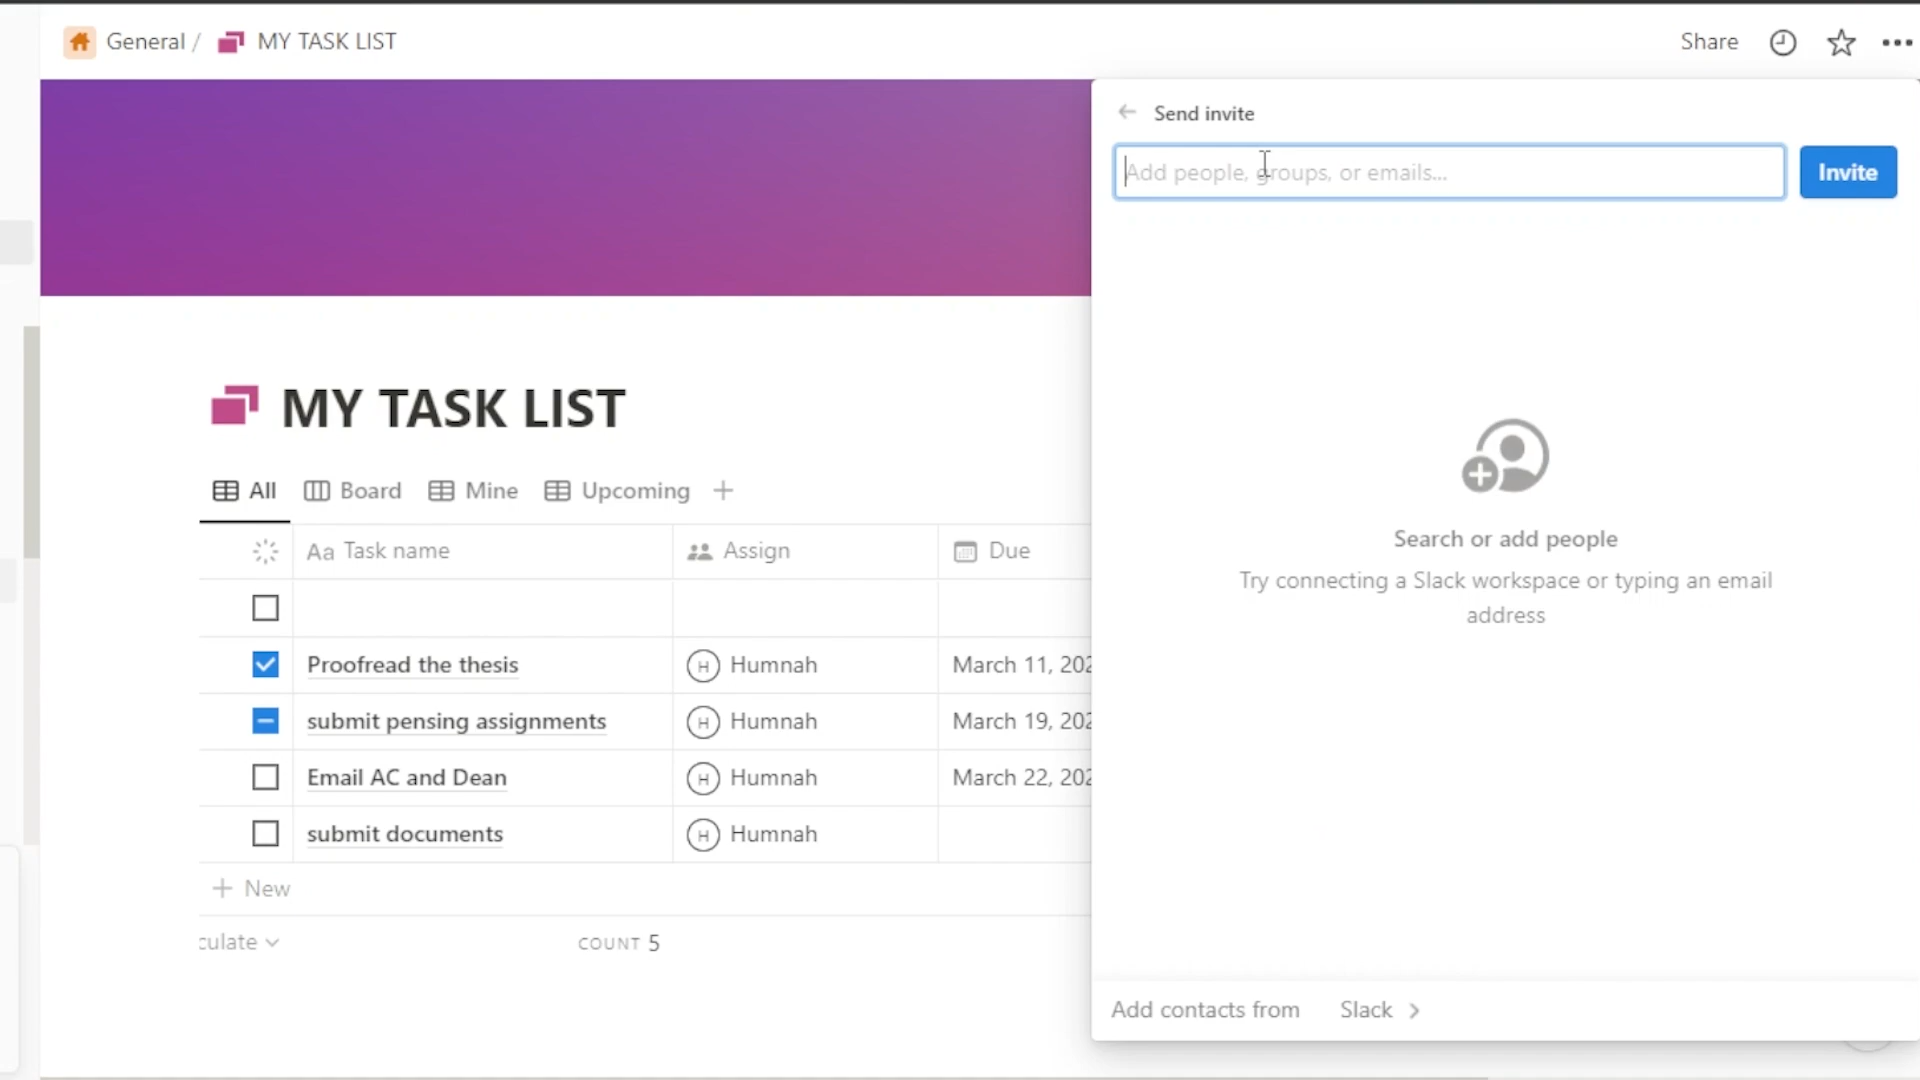 General / MY TASK LIST
Share
Send invite
Add people, groups, or emails...
Invite
MY TASK LIST
All Board Mine Upcoming
Aa Task name Assign Due
Proofread the thesis H Humnah March 11, 202
submit pensing assignments H Humnah March 19, 202
Email AC and Dean H Humnah March 22, 202
submit documents H Humnah
New
culate COUNT 5
Search or add people
Try connecting a Slack workspace or typing an email
address
Add contacts from Slack